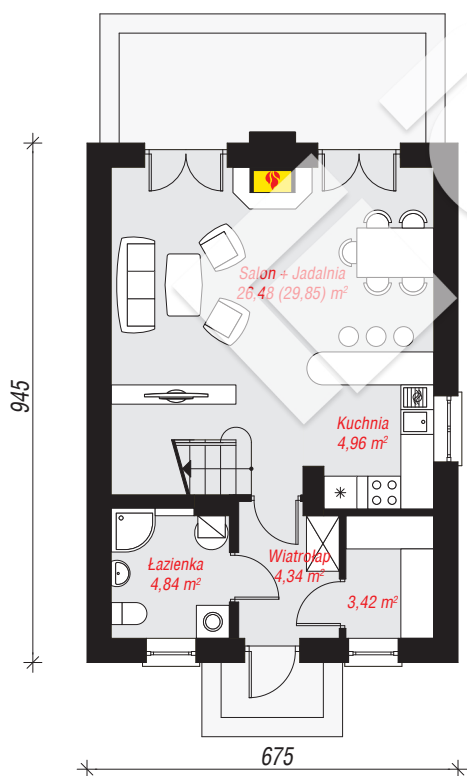 Salon + Jadalnia
26,48 (29,85) m²
945
Kuchnia
4,96 m²
Łazienka
4,84 m²
Wiatrołap
4,34 m²
3,42 m²
675